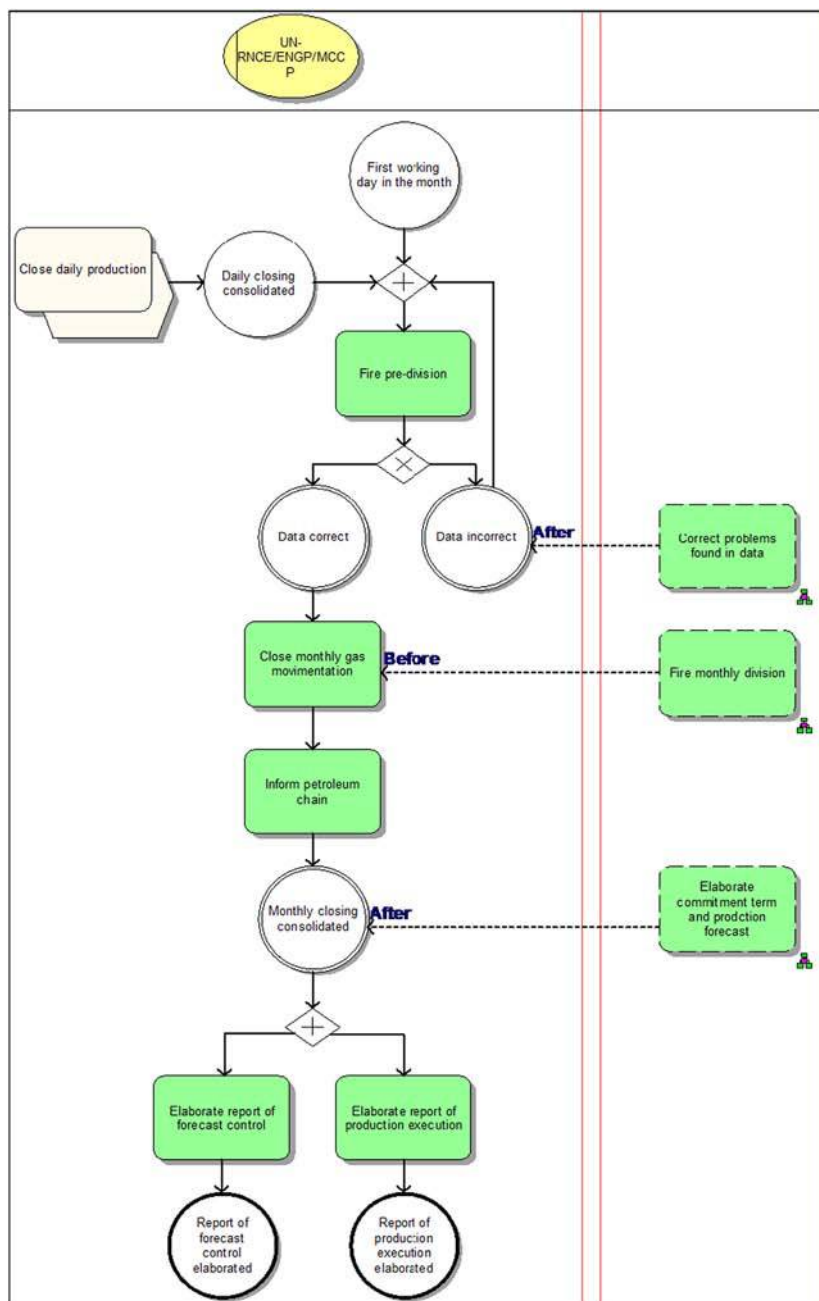 UN-
RNCE/ENGP/MCC
P
First working
day in the month
Close daily production
Daily closing
consolidated
Fire pre-division
Data correct
Data incorrect
After
Correct problems
found in data
Close monthly gas
movimentation
Before
Fire monthly division
Inform petroleum
chain
Monthly closing
consolidated
After
Elaborate
commitment term
and prodction
forecast
Elaborate report of
forecast control
Elaborate report of
production execution
Report of
forecast
control
elaborated
Report of
production
execution
elaborated